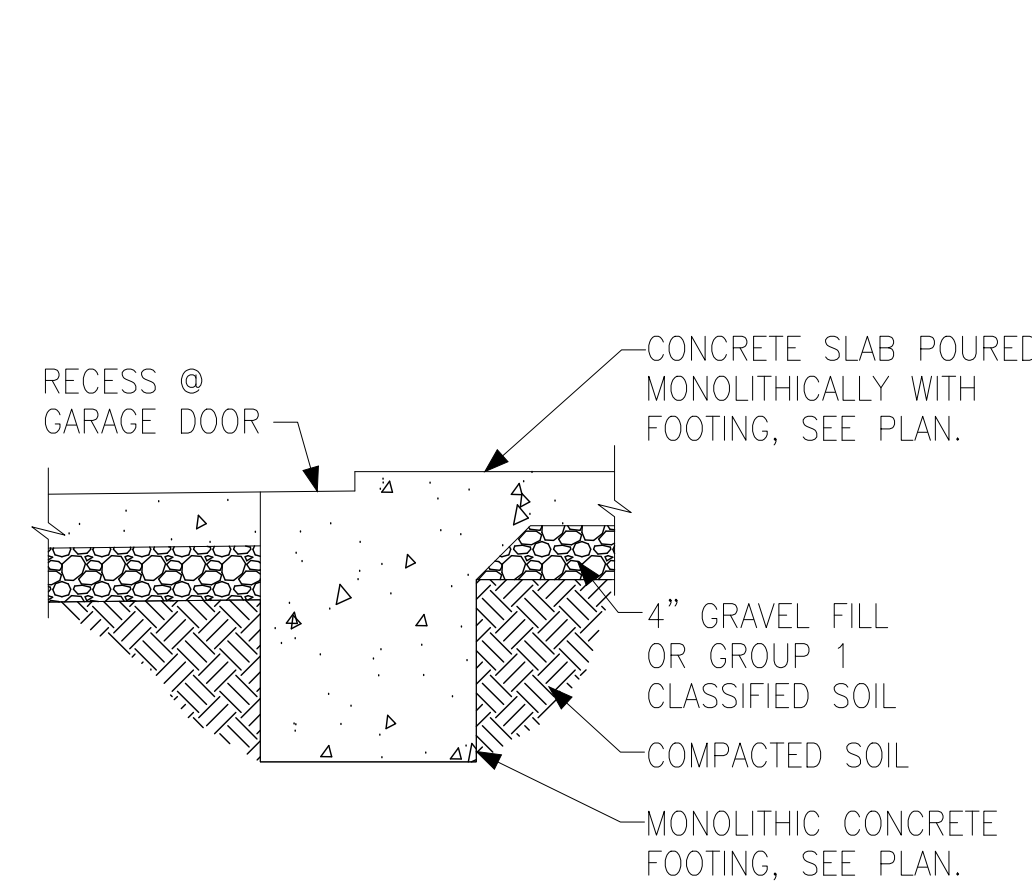 RECESS @
GARAGE DOOR
CONCRETE SLAB POURED
MONOLITHICALLY WITH
FOOTING, SEE PLAN.
4” GRAVEL FILL
OR GROUP 1
CLASSIFIED SOIL
COMPACTED SOIL
MONOLITHIC CONCRETE
FOOTING, SEE PLAN.